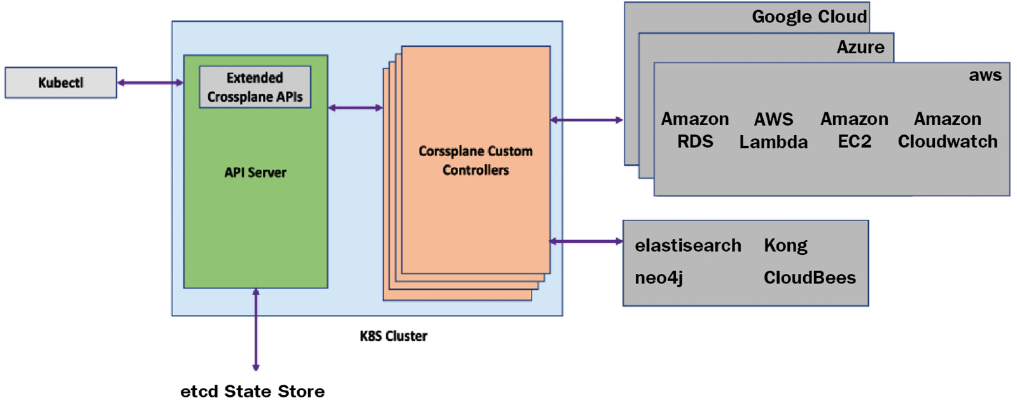 Google Cloud
Azure
aws
Kubectl
Extended
Crossplane APIs
Amazon
RDS
AWS
Lambda
Amazon
EC2
Amazon
Cloudwatch
Corssplane Custom
Controllers
API Server
elastisearch
Kong
neo4j
CloudBees
K8S Cluster
etcd State Store